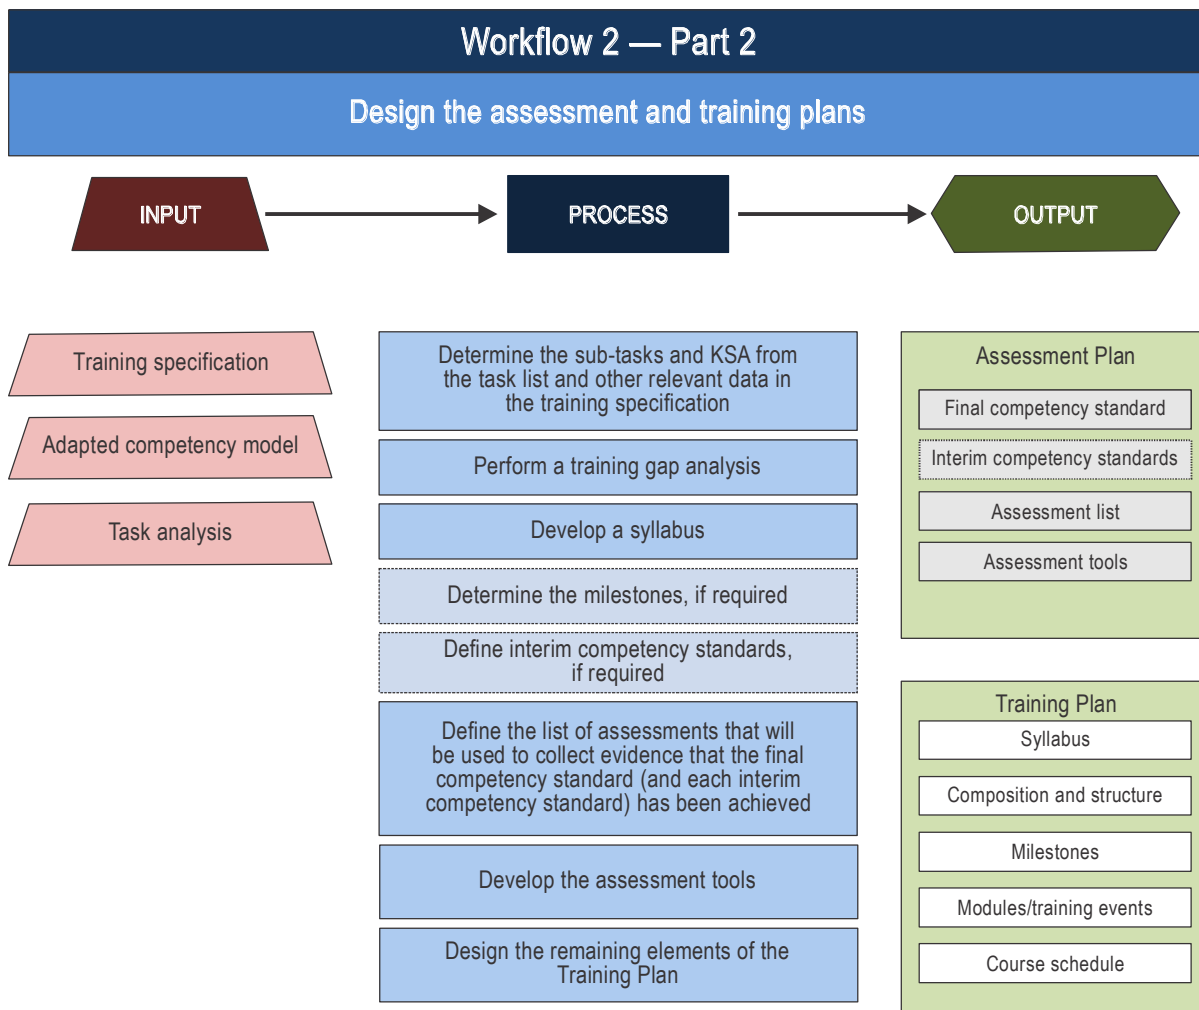 Workflow 2 — Part 2
Design the assessment and training plans
INPUT
PROCESS
OUTPUT
Training specification
Adapted competency model
Task analysis
Determine the sub-tasks and KSA from
the task list and other relevant data in
the training specification
Perform a training gap analysis
Develop a syllabus
Determine the milestones, if required
Define interim competency standards,
if required
Define the list of assessments that will
be used to collect evidence that the final
competency standard (and each interim
competency standard) has been achieved
Develop the assessment tools
Design the remaining elements of the
Training Plan
Assessment Plan
Final competency standard
Interim competency standards
Assessment list
Assessment tools
Training Plan
Syllabus
Composition and structure
Milestones
Modules/training events
Course schedule